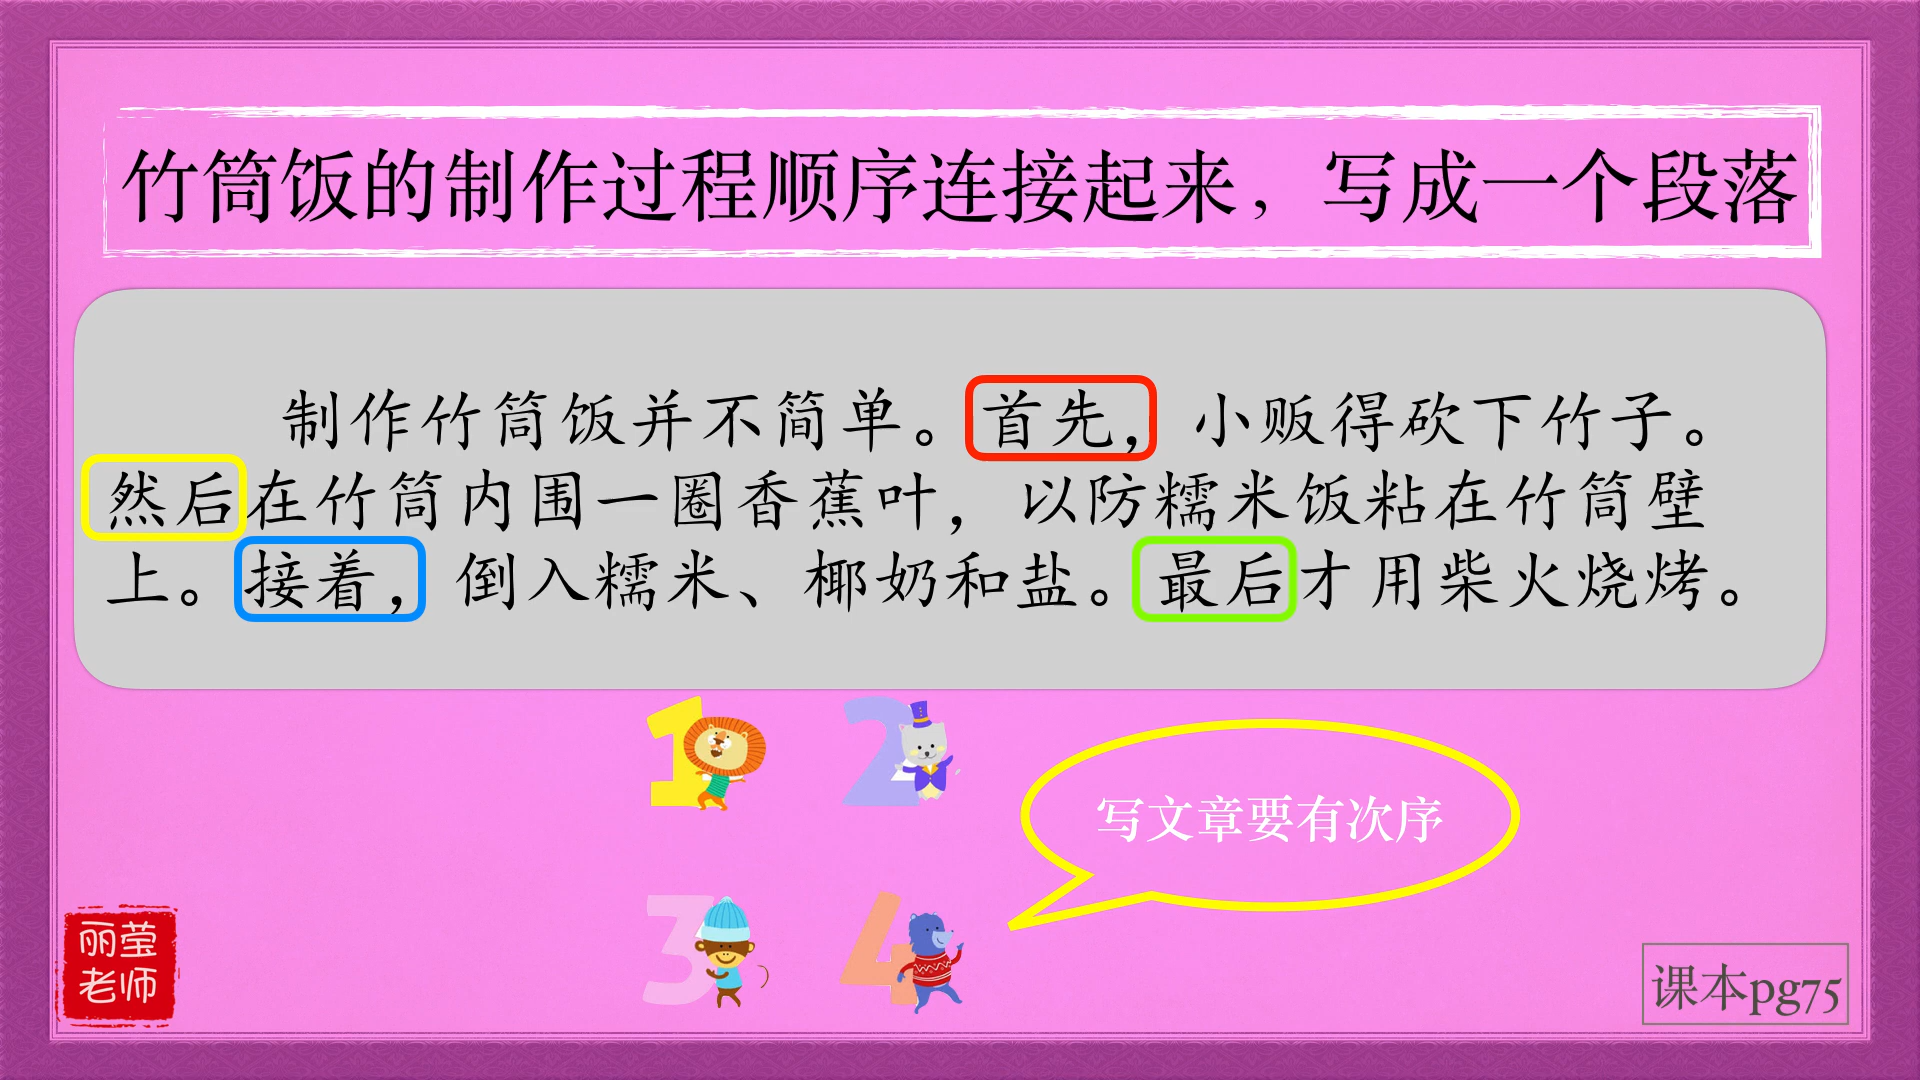 竹筒饭的制作过程顺序连接起来，写成一个段落
制作竹筒饭并不简单。首先，小贩得砍下竹子。
然后在竹筒内围一圈香蕉叶，以防糯米饭粘在竹筒壁
上。接着，倒入糯米、椰奶和盐。最后才用柴火烧烤。
1
2
写文章要有次序
3
4
丽莹
老师
课本pg75